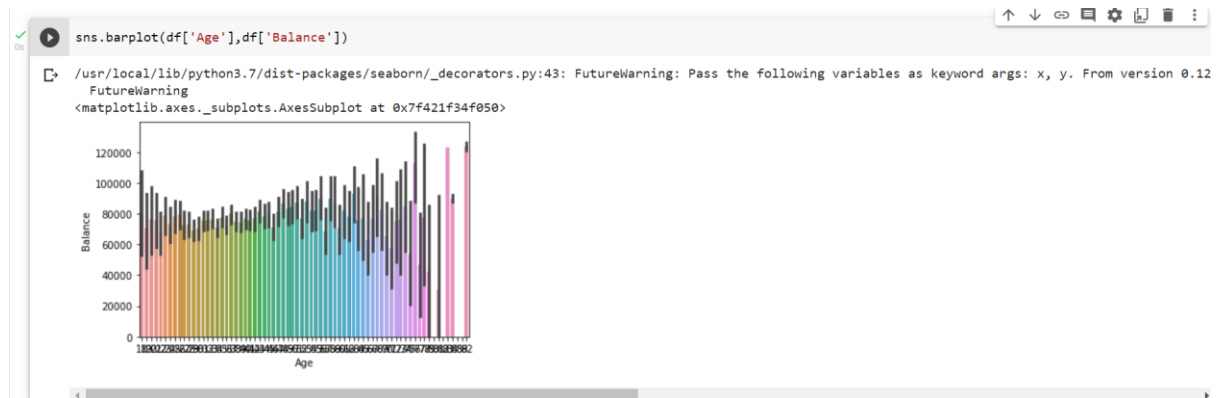 sns.barplot(df['Age'],df['Balance'])
0s
/usr/local/lib/python3.7/dist-packages/seaborn/_decorators.py:43: FutureWarning: Pass the following variables as keyword args: x, y. From version 0.12
FutureWarning
<matplotlib.axes._subplots.AxesSubplot at 0x7f421f34f050>
120000
100000
80000
60000
40000
20000
0
Balance
Age